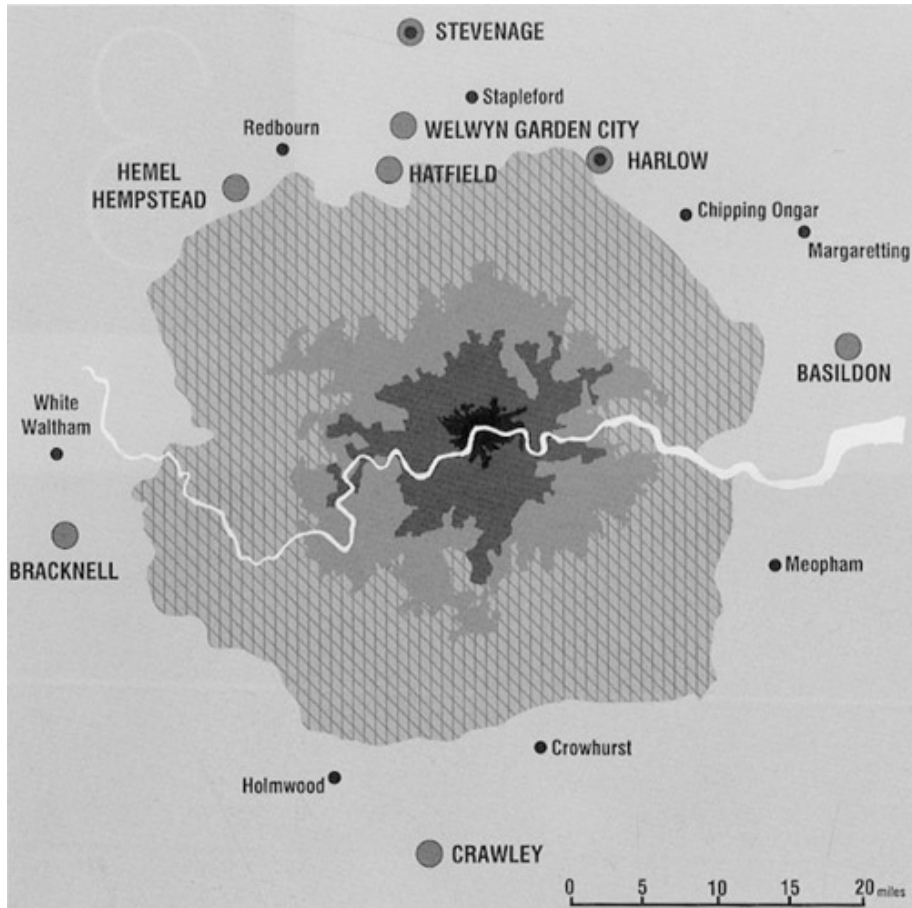 STEVENAGE
Stapleford
Redbourn
WELWYN GARDEN CITY
HEMEL
HEMPSTEAD
HATFIELD
HARLOW
Chipping Ongar
Margaretting
BASILDON
White
Waltham
BRACKNELL
Meopham
Crowhurst
Holmwood
CRAWLEY
0 5 10 15 20 miles